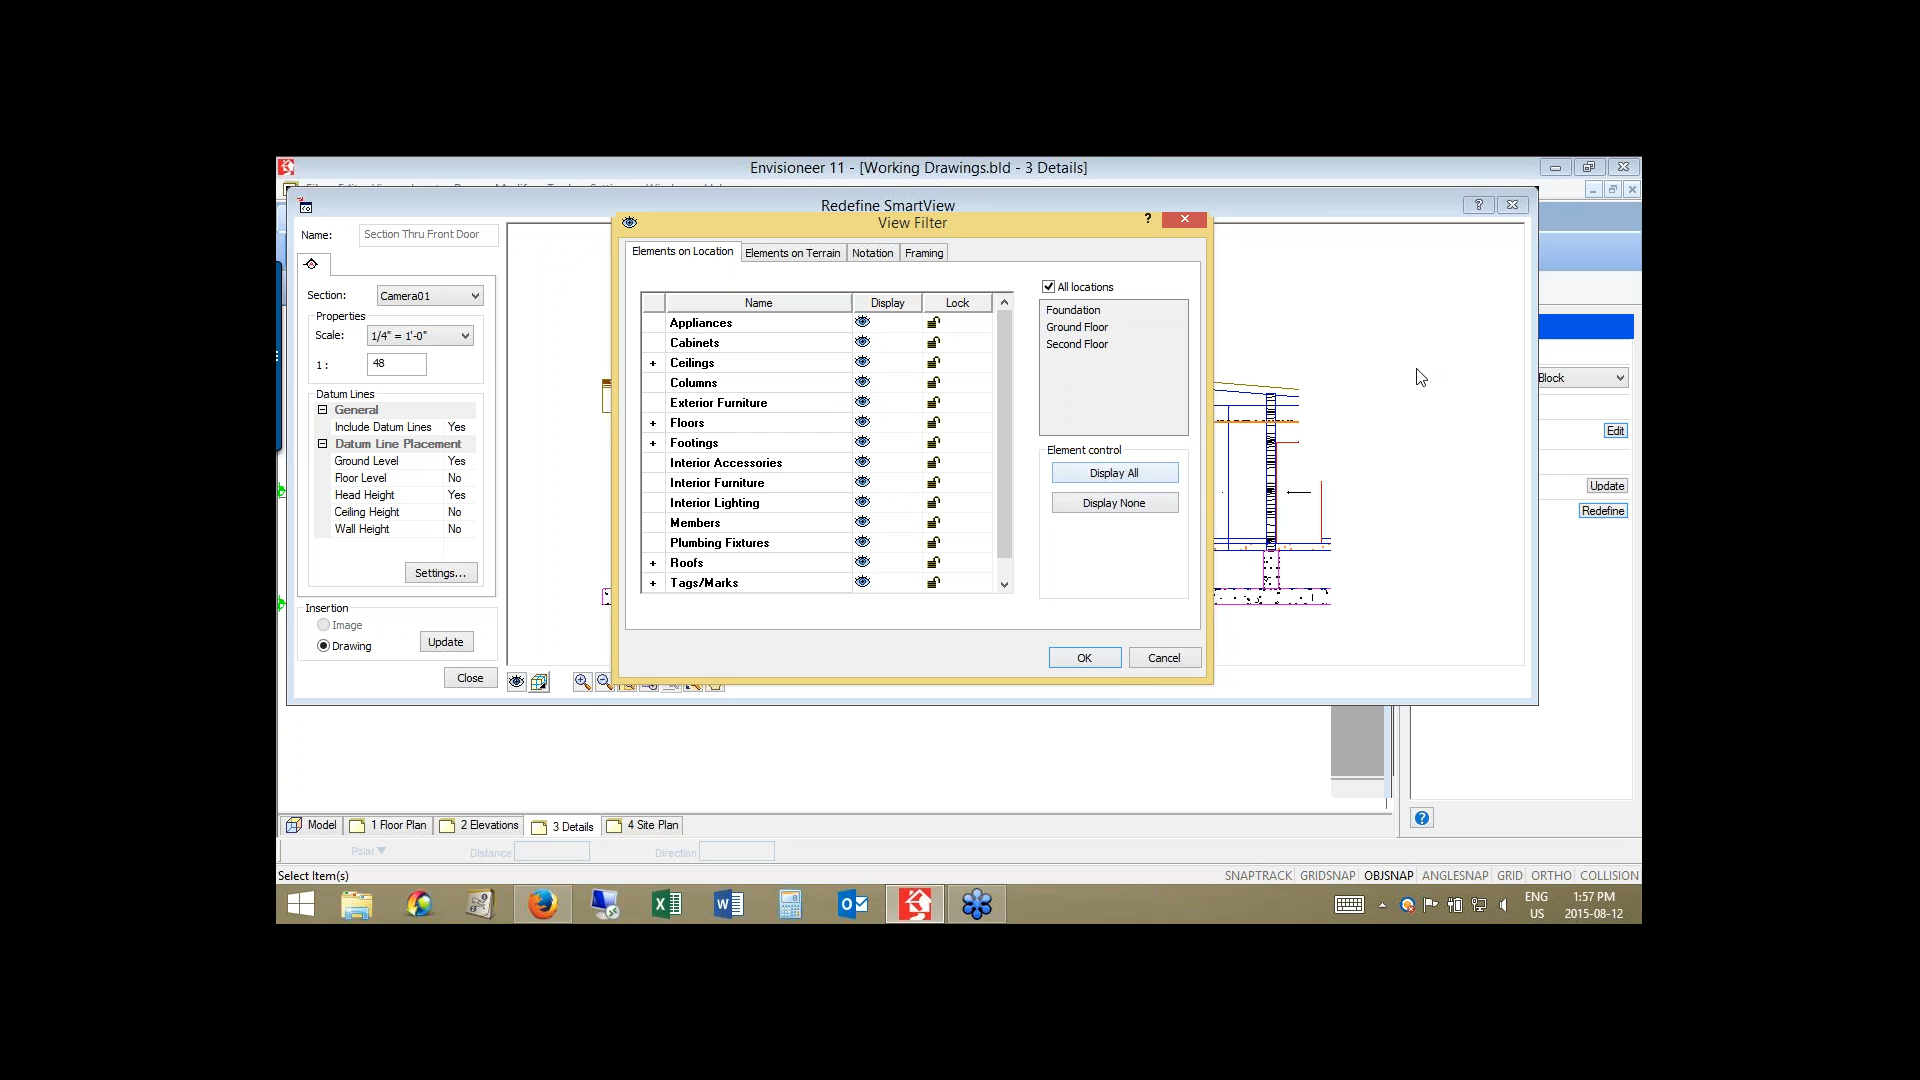 Envisioneer 11 - [Working Drawings.bld - 3 Details]
Redefine SmartView
View Filter
Name:
Section Thru Front Door
Elements on Location
Elements on Terrain
Notation
Framing
Section:
Camera01
Properties
Scale:
1/4" = 1'-0"
1 :
48
Datum Lines
General
Include Datum Lines Yes
Datum Line Placement
Ground Level Yes
Floor Level No
Head Height Yes
Ceiling Height No
Wall Height No
Settings...
Insertion
Image
Drawing
Update
Close
Name Display Lock
Appliances
Cabinets
+ Ceilings
Columns
Exterior Furniture
+ Floors
+ Footings
Interior Accessories
Interior Furniture
Interior Lighting
Members
Plumbing Fixtures
+ Roofs
+ Tags/Marks
All locations
Foundation
Ground Floor
Second Floor
Element control
Display All
Display None
OK
Cancel
Block
Edit
Update
Redefine
Model
1 Floor Plan
2 Elevations
3 Details
4 Site Plan
Polar
Distance
Direction
Select Item(s)
SNAPTRACK GRIDSNAP OBJSNAP ANGLESNAP GRID ORTHO COLLISION
ENG
US
1:57 PM
2015-08-12